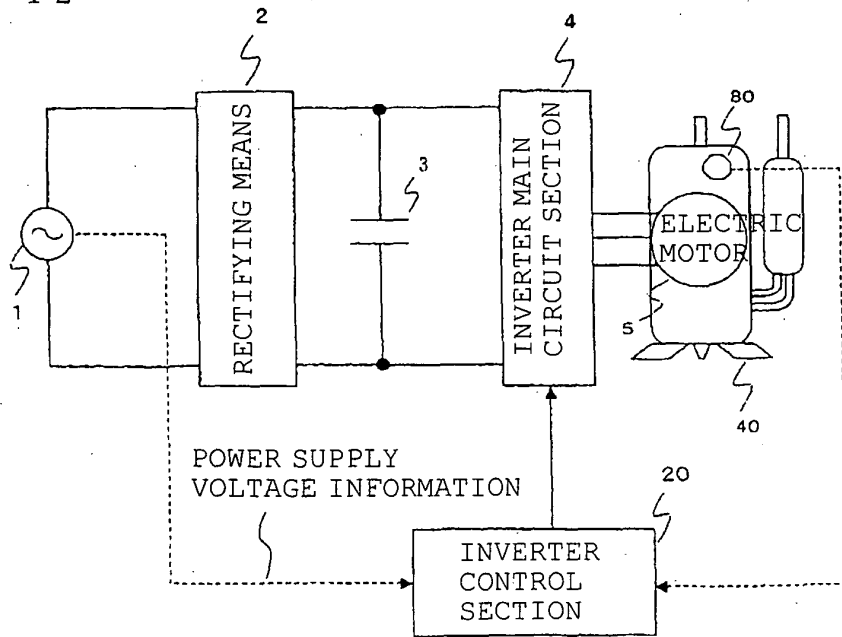 2
4
80
RECTIFYING MEANS
3
INVERTER MAIN
CIRCUIT SECTION
ELECTRIC
MOTOR
1
5
40
POWER SUPPLY
VOLTAGE INFORMATION
20
INVERTER
CONTROL
SECTION